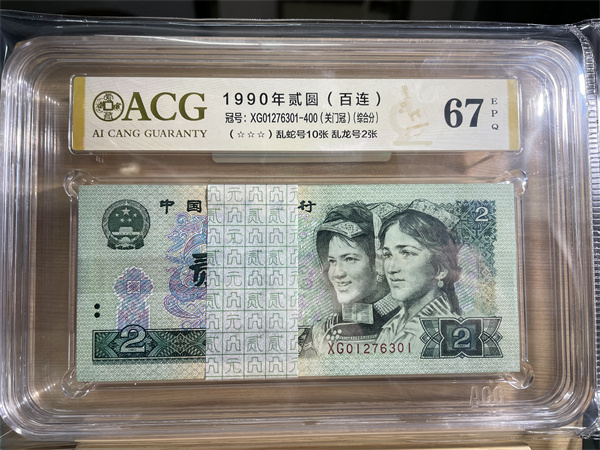 ACG
AI CANG GUARANTY
1990年贰圆（百连）
冠号：XG01276301-400（关门冠）（综合分）
（☆☆☆）乱蛇号10张 乱龙号2张
67
EPQ
中国
行
2
2
2
XG01276301
ACG